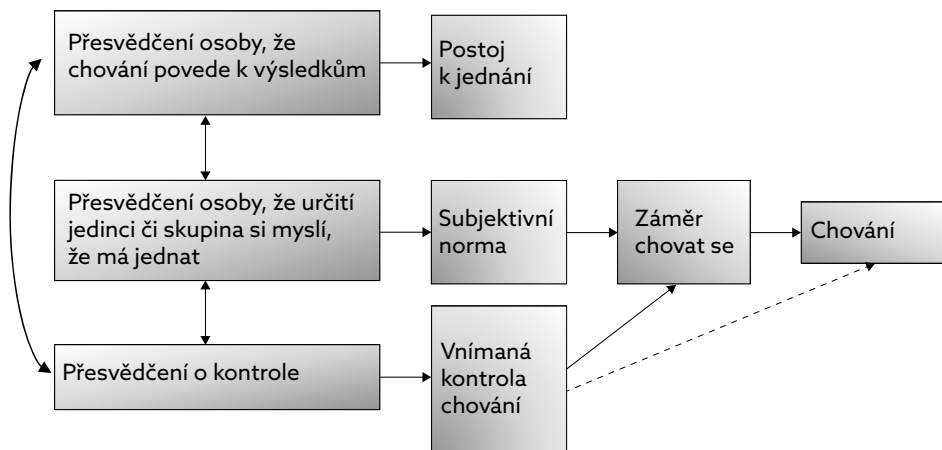 Přesvědčení osoby, že
chování povede k výsledkům
Postoj
k jednání
Přesvědčení osoby, že určití
jedinci či skupina si myslí,
že má jednat
Subjektivní
norma
Záměr
chovat se
Chování
Přesvědčení o kontrole
Vnímaná
kontrola
chování